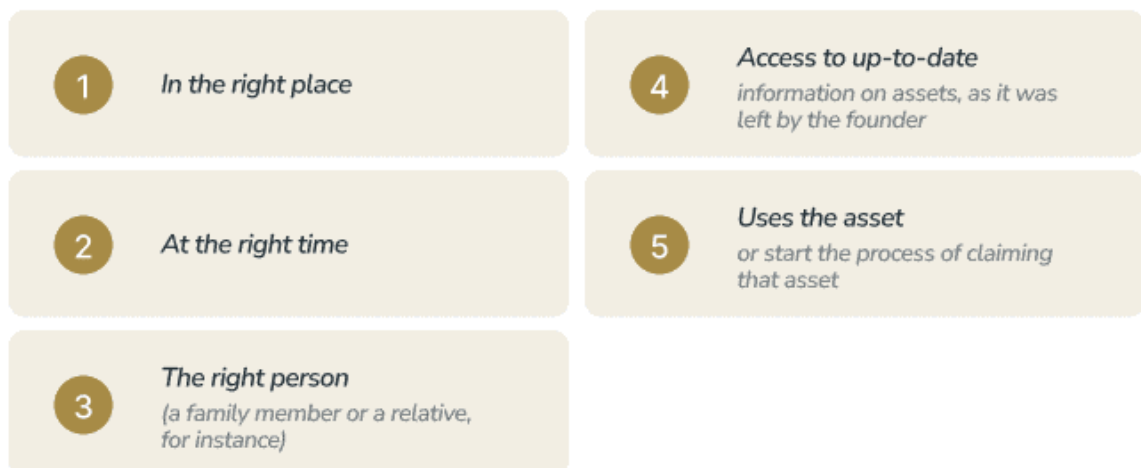 1
In the right place
2
At the right time
3
The right person
(a family member or a relative,
for instance)
4
Access to up-to-date
information on assets, as it was
left by the founder
5
Uses the asset
or start the process of claiming
that asset